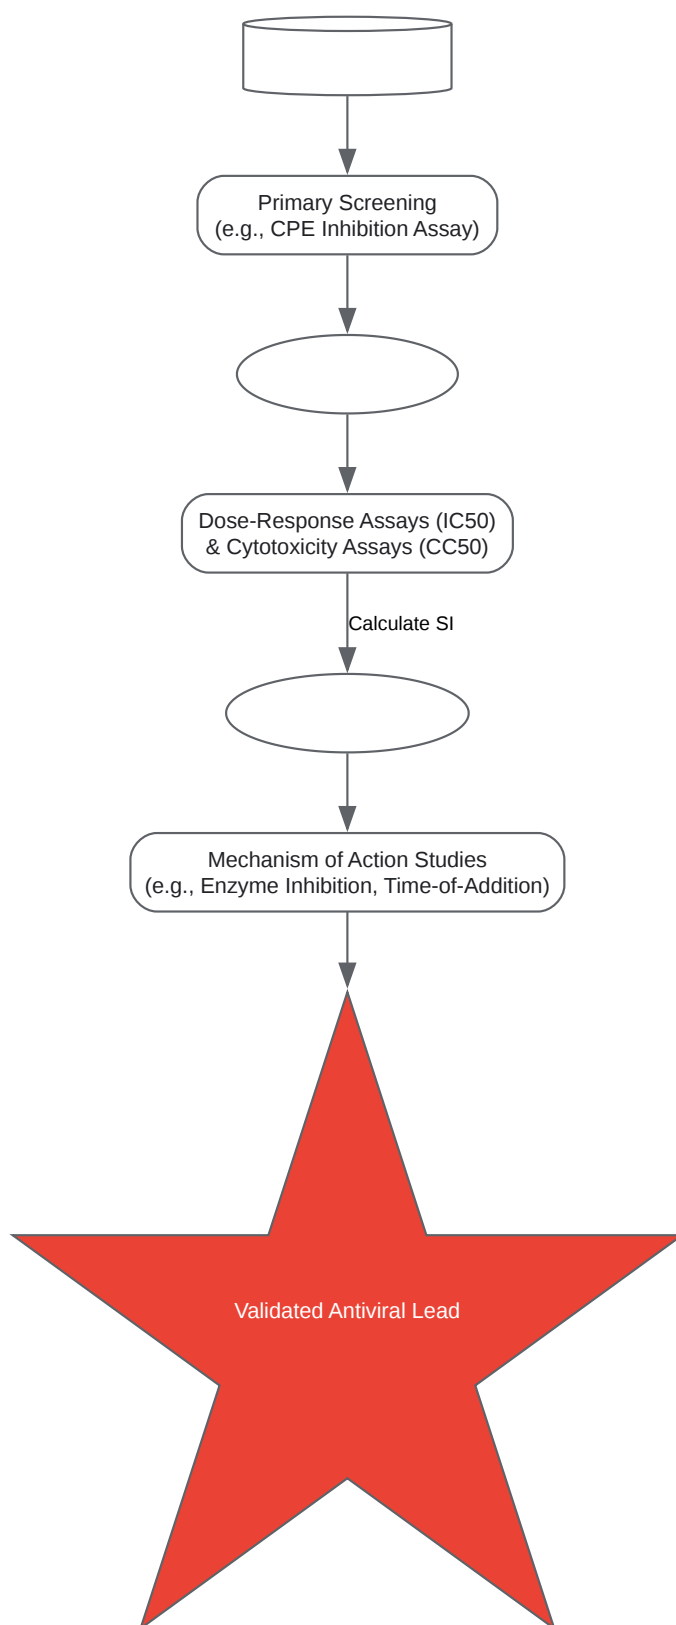 Primary Screening
(e.g., CPE Inhibition Assay)
Dose-Response Assays (IC50)
& Cytotoxicity Assays (CC50)
Calculate SI
Mechanism of Action Studies
(e.g., Enzyme Inhibition, Time-of-Addition)
Validated Antiviral Lead